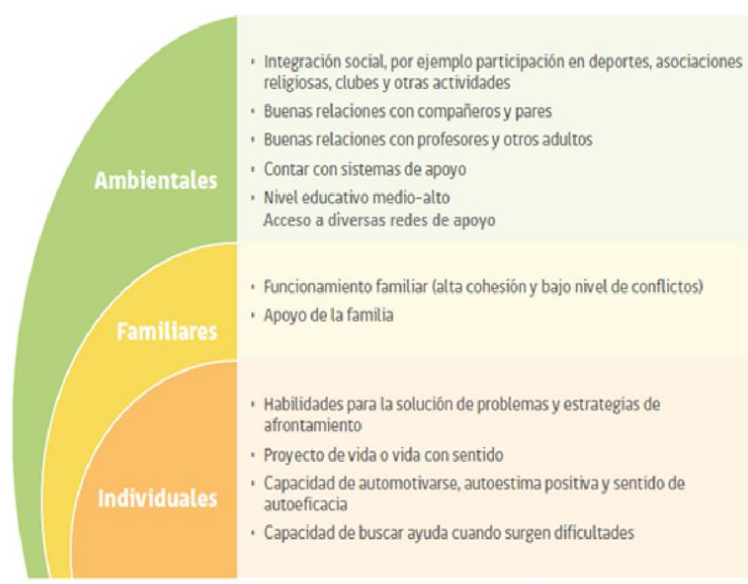 Ambientales
• Integración social, por ejemplo participación en deportes, asociaciones
religiosas, clubes y otras actividades
• Buenas relaciones con compañeros y pares
• Buenas relaciones con profesores y otros adultos
• Contar con sistemas de apoyo
• Nivel educativo medio-alto
Acceso a diversas redes de apoyo
Familiares
• Funcionamiento familiar (alta cohesión y bajo nivel de conflictos)
• Apoyo de la familia
Individuales
• Habilidades para la solución de problemas y estrategias de
afrontamiento
• Proyecto de vida o vida con sentido
• Capacidad de automotivarse, autoestima positiva y sentido de
autoeficacia
• Capacidad de buscar ayuda cuando surgen dificultades